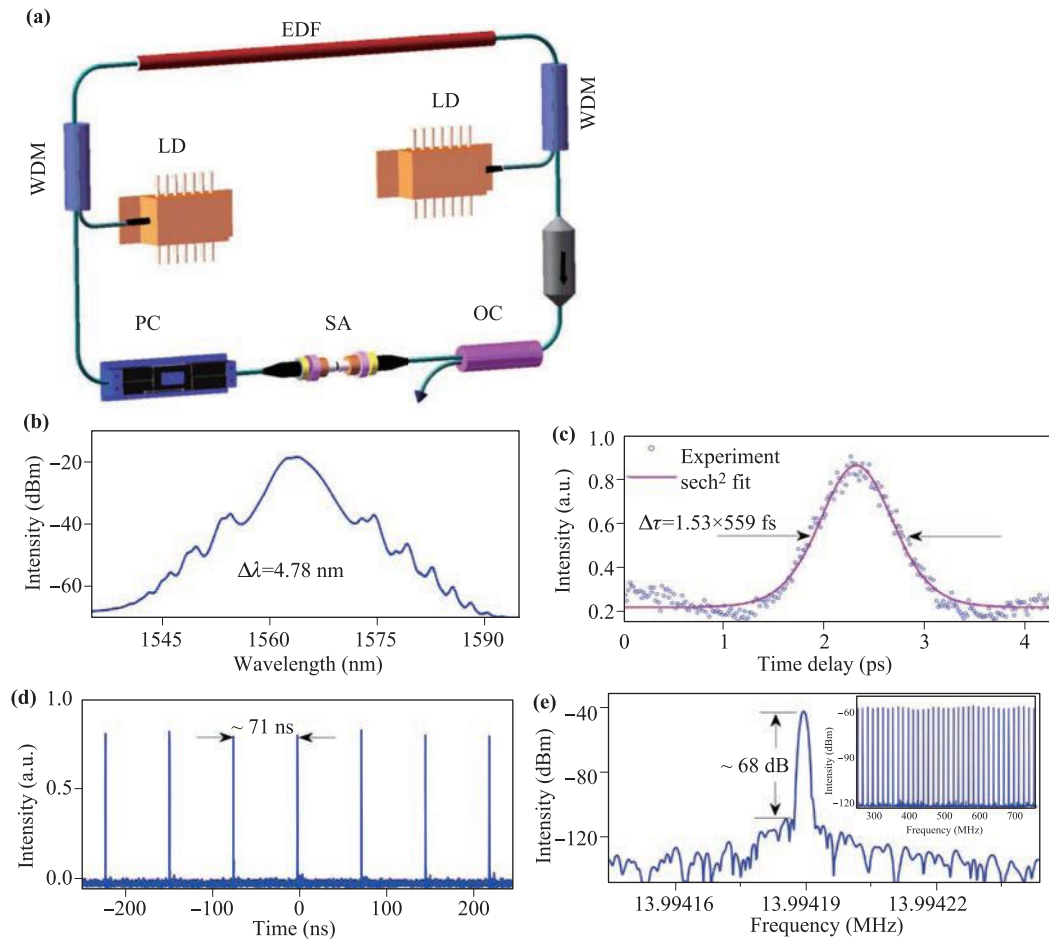 (a)
EDF
LD
WDM
LD
WDM
PC
SA
OC
(b)
Intensity (dBm)
−20
−40
−60
Δλ=4.78 nm
1545
1560
1575
1590
Wavelength (nm)
(c)
Intensity (a.u.)
1.0
0.8
0.6
0.4
0.2
Experiment
sech² fit
Δτ=1.53×559 fs
0
1
2
3
4
Time delay (ps)
(d)
Intensity (a.u.)
1.0
0.5
0.0
~ 71 ns
−200
−100
0
100
200
Time (ns)
(e)
Intensity (dBm)
−40
−80
−120
~ 68 dB
13.99416
13.99419
13.99422
Frequency (MHz)
Intensity (dBm)
−60
−90
−120
300
400
500
600
700
Frequency (MHz)